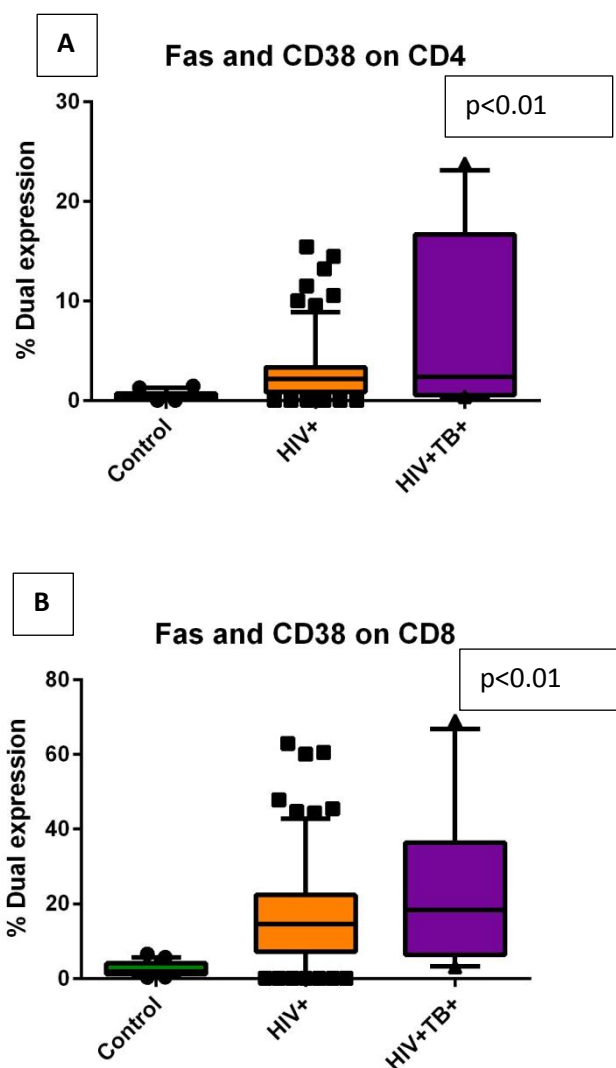 A
Fas and CD38 on CD4
p<0.01
30
20
10
0
% Dual expression
Control
HIV+
HIV+TB+
B
Fas and CD38 on CD8
p<0.01
80
60
40
20
0
% Dual expression
Control
HIV+
HIV+TB+